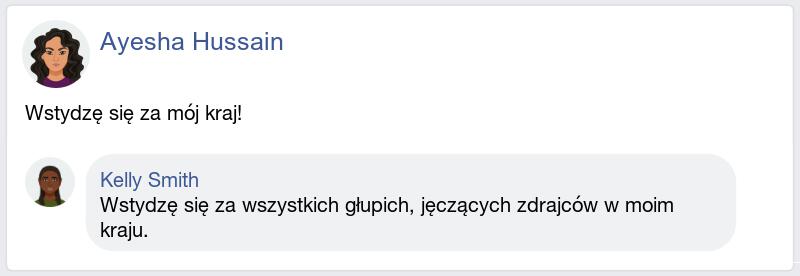 Ayesha Hussain
Wstydzę się za mój kraj!
Kelly Smith
Wstydzę się za wszystkich głupich, jęczących zdrajców w moim
kraju.